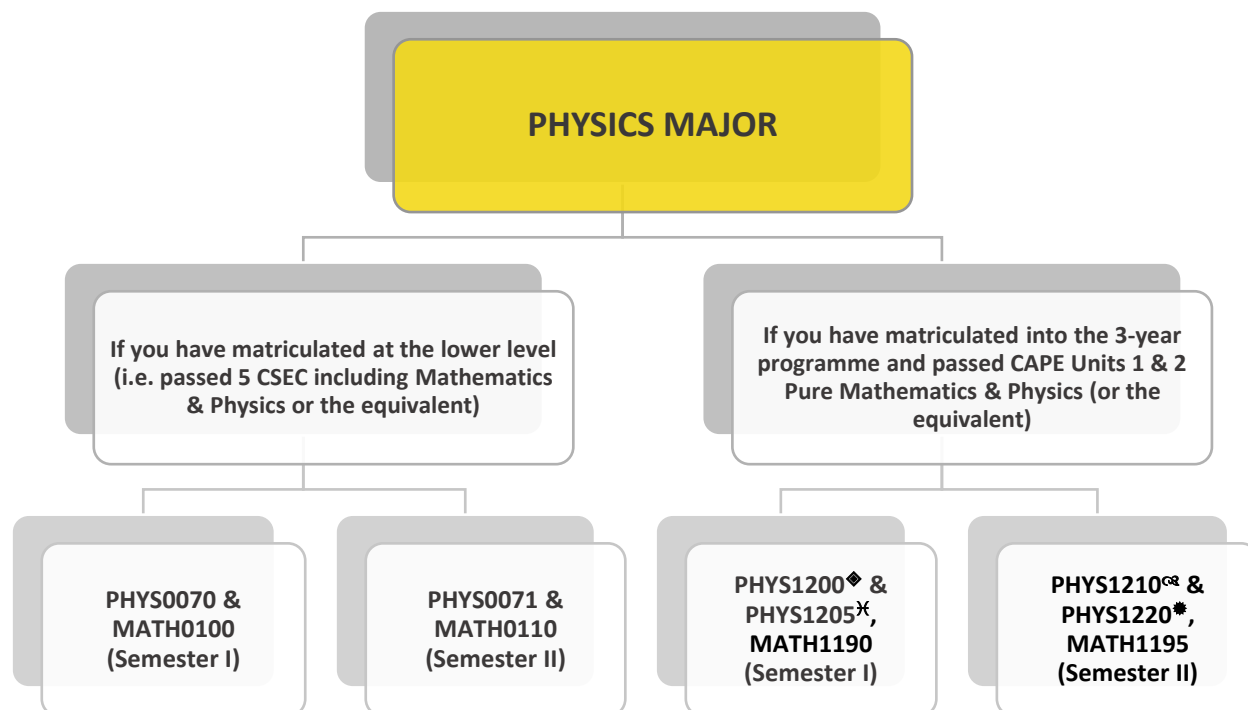 PHYSICS MAJOR
If you have matriculated at the lower level
(i.e. passed 5 CSEC including Mathematics
& Physics or the equivalent)
If you have matriculated into the 3-year
programme and passed CAPE Units 1 & 2
Pure Mathematics & Physics (or the
equivalent)
PHYS0070 &
MATH0100
(Semester I)
PHYS0071 &
MATH0110
(Semester II)
PHYS1200◈ &
PHYS1205♓,
MATH1190
(Semester I)
PHYS1210🙰 &
PHYS1220✹,
MATH1195
(Semester II)